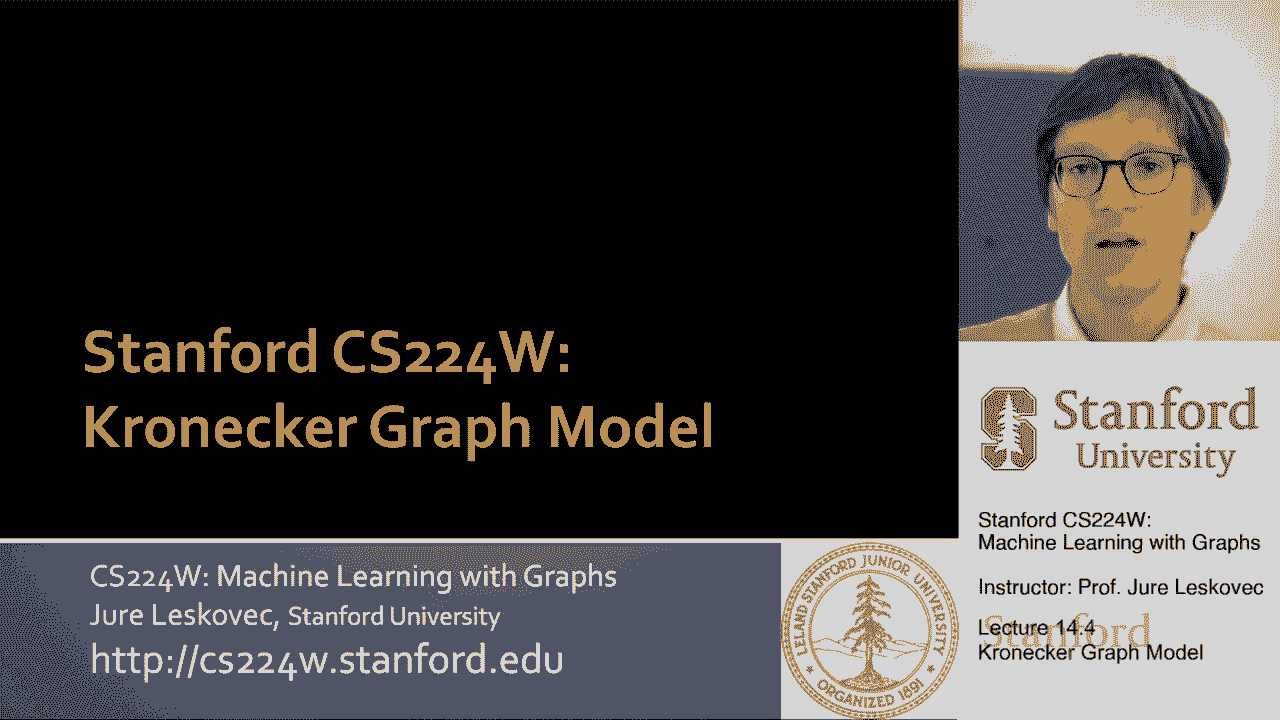 Stanford CS224W:
Kronecker Graph Model
CS224W: Machine Learning with Graphs
Jure Leskovec, Stanford University
http://cs224w.stanford.edu
LELAND STANFORD JUNIOR UNIVERSITY
ORGANIZED 1891
Stanford
University
Stanford CS224W:
Machine Learning with Graphs
Instructor: Prof. Jure Leskovec
Stanford
Lecture 14.4
Kronecker Graph Model